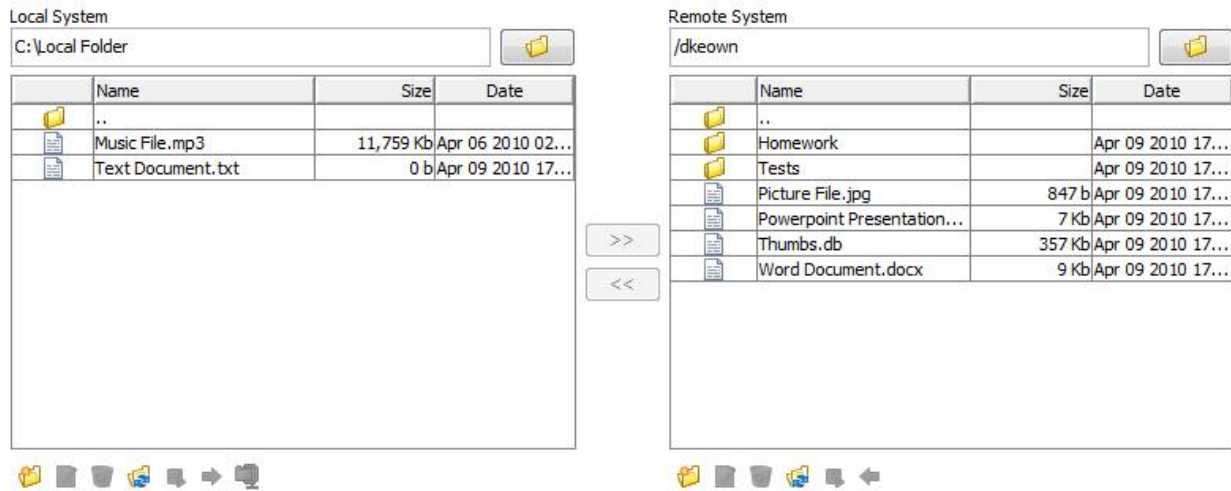 Local System
C:\Local Folder
Name Size Date
..
Music File.mp3 11,759 Kb Apr 06 2010 02...
Text Document.txt 0 b Apr 09 2010 17...
>>
<<
Remote System
/dkeown
Name Size Date
..
Homework Apr 09 2010 17...
Tests Apr 09 2010 17...
Picture File.jpg 847 b Apr 09 2010 17...
Powerpoint Presentation... 7 Kb Apr 09 2010 17...
Thumbs.db 357 Kb Apr 09 2010 17...
Word Document.docx 9 Kb Apr 09 2010 17...